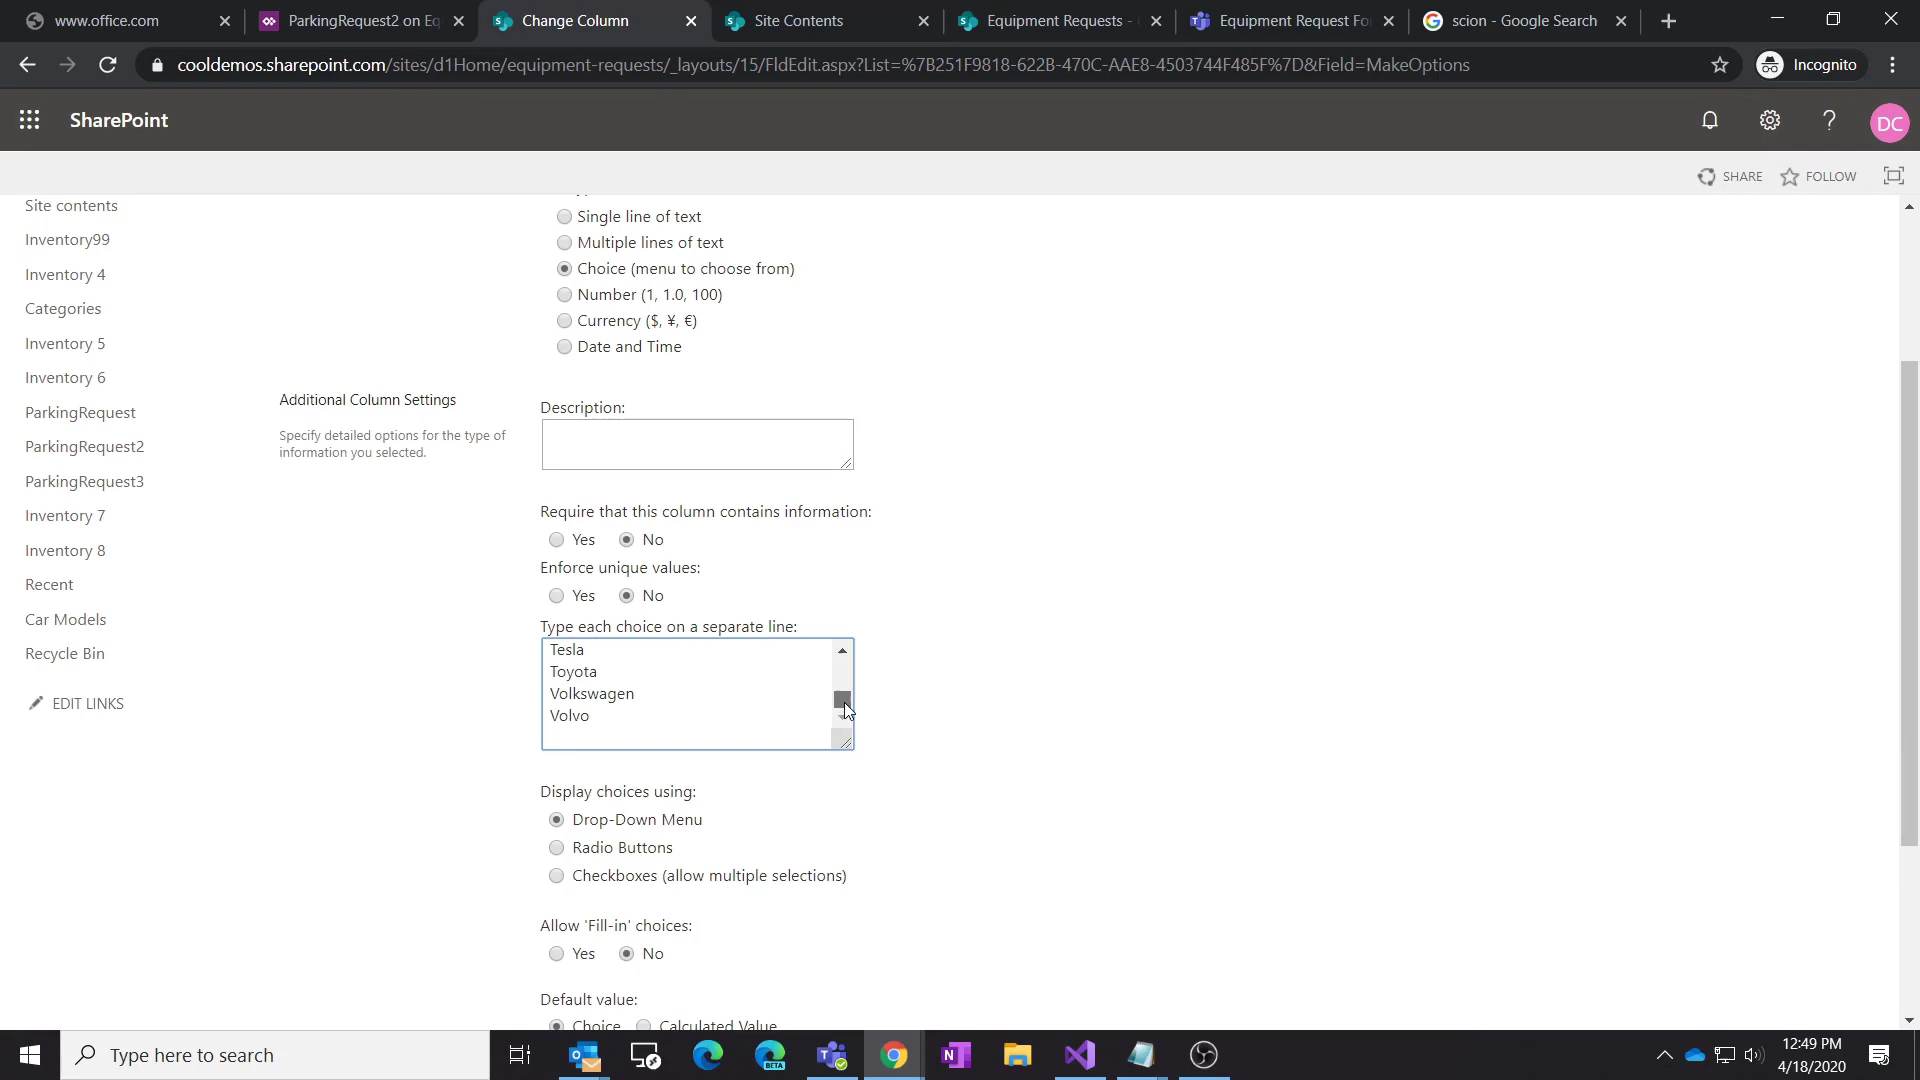 www.office.com
ParkingRequest2 on Eq
Change Column
Site Contents
Equipment Requests -
Equipment Request Fo
scion - Google Search
cooldemos.sharepoint.com/sites/d1Home/equipment-requests/_layouts/15/FldEdit.aspx?List=%7B251F9818-622B-470C-AAE8-4503744F485F%7D&Field=MakeOptions
Incognito
SharePoint
DC
SHARE
FOLLOW
Site contents
Inventory99
Inventory 4
Categories
Inventory 5
Inventory 6
ParkingRequest
ParkingRequest2
ParkingRequest3
Inventory 7
Inventory 8
Recent
Car Models
Recycle Bin
EDIT LINKS
Single line of text
Multiple lines of text
Choice (menu to choose from)
Number (1, 1.0, 100)
Currency ($, ¥, €)
Date and Time
Additional Column Settings
Specify detailed options for the type of
information you selected.
Description:
Require that this column contains information:
Yes No
Enforce unique values:
Yes No
Type each choice on a separate line:
Tesla
Toyota
Volkswagen
Volvo
Display choices using:
Drop-Down Menu
Radio Buttons
Checkboxes (allow multiple selections)
Allow 'Fill-in' choices:
Yes No
Default value:
Choice Calculated Value
Type here to search
BETA
12:49 PM
4/18/2020